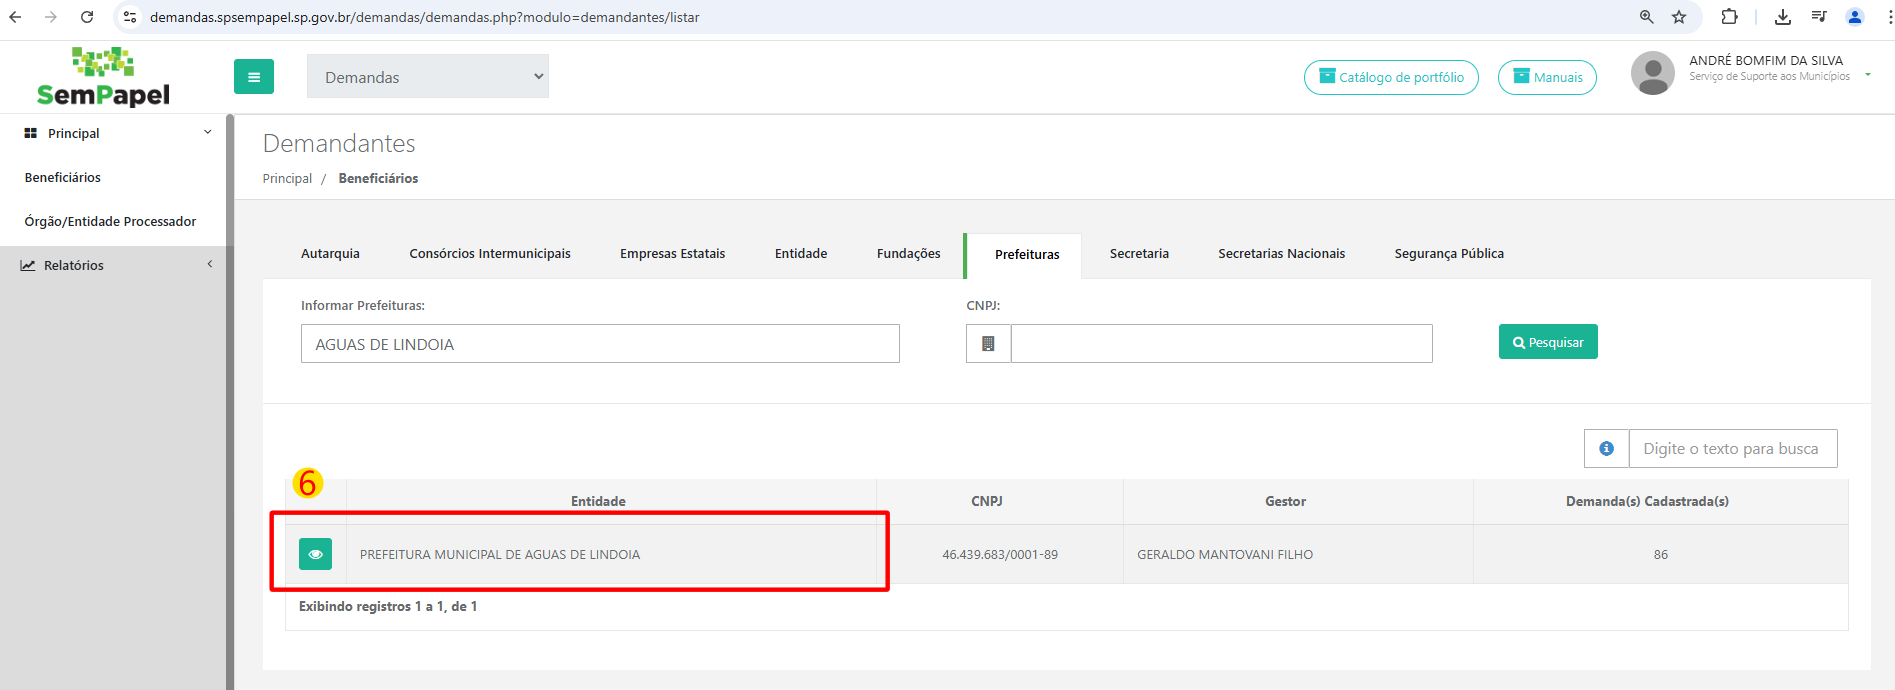 demandas.spsempapel.sp.gov.br/demandas/demandas.php?modulo=demandantes/listar
SemPapel
Demandas
Catálogo de portfólio
Manuais
ANDRÉ BOMFIM DA SILVA
Serviço de Suporte aos Municípios
Principal
Beneficiários
Órgão/Entidade Processador
Relatórios
Demandantes
Principal / Beneficiários
Autarquia Consórcios Intermunicipais Empresas Estatais Entidade Fundações Prefeituras Secretaria Secretarias Nacionais Segurança Pública
Informar Prefeituras: CNPJ:
AGUAS DE LINDOIA
Pesquisar
Digite o texto para busca
6
Entidade CNPJ Gestor Demanda(s) Cadastrada(s)
PREFEITURA MUNICIPAL DE AGUAS DE LINDOIA 46.439.683/0001-89 GERALDO MANTOVANI FILHO 86
Exibindo registros 1 a 1, de 1